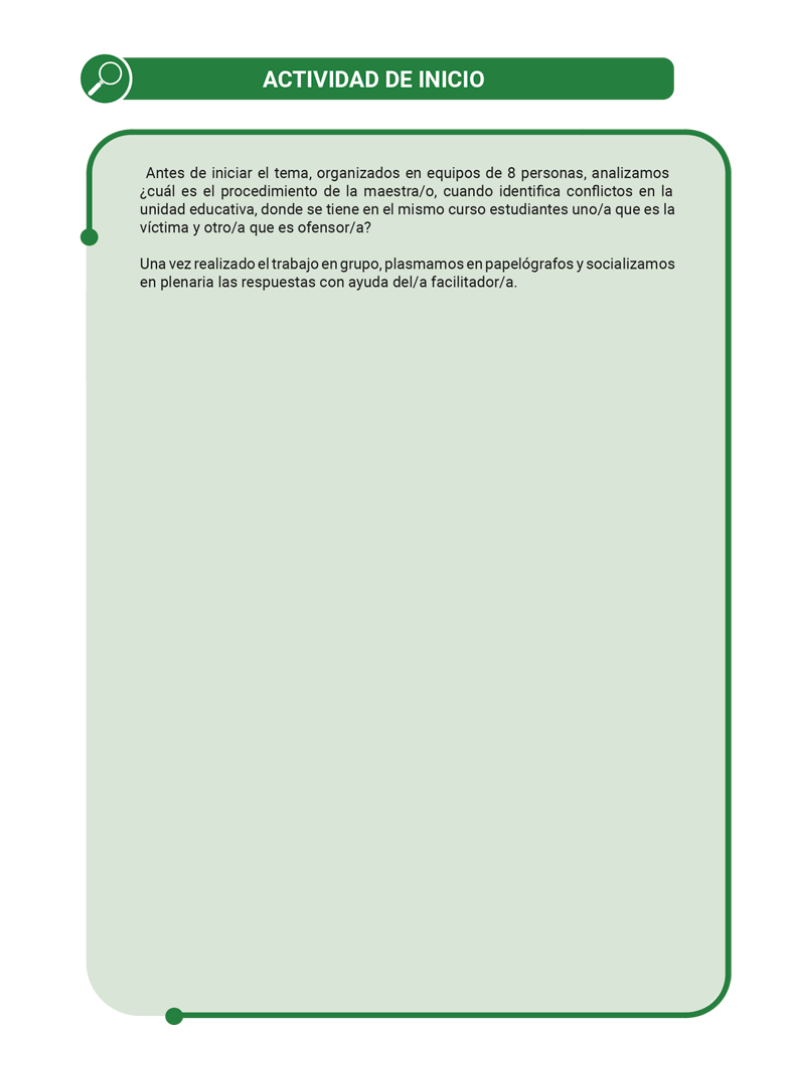 ACTIVIDAD DE INICIO
Antes de iniciar el tema, organizados en equipos de 8 personas, analizamos
¿cuál es el procedimiento de la maestra/o, cuando identifica conflictos en la
unidad educativa, donde se tiene en el mismo curso estudiantes uno/a que es la
víctima y otro/a que es ofensor/a?
Una vez realizado el trabajo en grupo, plasmamos en papelógrafos y socializamos
en plenaria las respuestas con ayuda del/a facilitador/a.